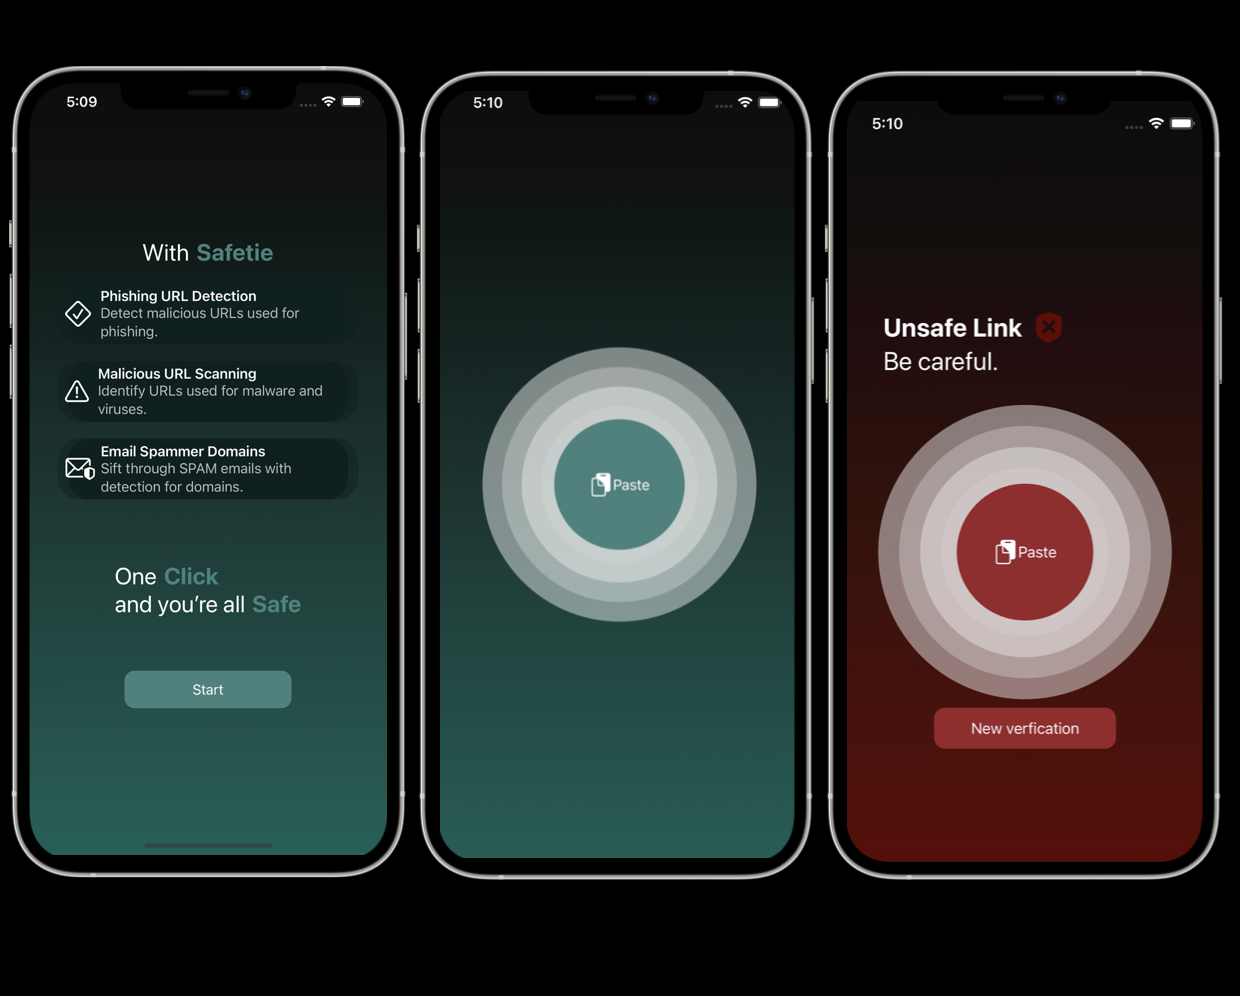 5:09
With Safetie
Phishing URL Detection
Detect malicious URLs used for
phishing.
Malicious URL Scanning
Identify URLs used for malware and
viruses.
Email Spammer Domains
Sift through SPAM emails with
detection for domains.
One Click
and you're all Safe
Start
5:10
Paste
5:10
Unsafe Link
Be careful.
Paste
New verfication